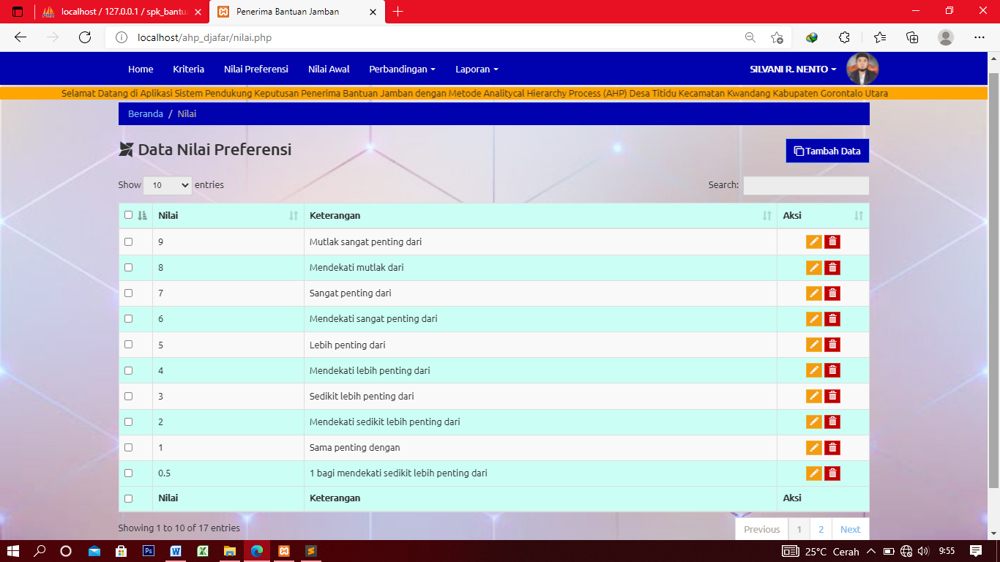 localhost / 127.0.0.1 / spk_bantu
Penerima Bantuan Jamban
localhost/ahp_djafar/nilai.php
Home Kriteria Nilai Preferensi Nilai Awal Perbandingan Laporan SILVANI R. NENTO
Selamat Datang di Aplikasi Sistem Pendukung Keputusan Penerima Bantuan Jamban dengan Metode Analitycal Hierarchy Process (AHP) Desa Titidu Kecamatan Kwandang Kabupaten Gorontalo Utara
Beranda / Nilai
Data Nilai Preferensi
Tambah Data
Show 10 entries
Search:
Nilai Keterangan Aksi
9 Mutlak sangat penting dari
8 Mendekati mutlak dari
7 Sangat penting dari
6 Mendekati sangat penting dari
5 Lebih penting dari
4 Mendekati lebih penting dari
3 Sedikit lebih penting dari
2 Mendekati sedikit lebih penting dari
1 Sama penting dengan
0.5 1 bagi mendekati sedikit lebih penting dari
Nilai Keterangan Aksi
Showing 1 to 10 of 17 entries
Previous 1 2 Next
Ps W X
25°C Cerah 9:55